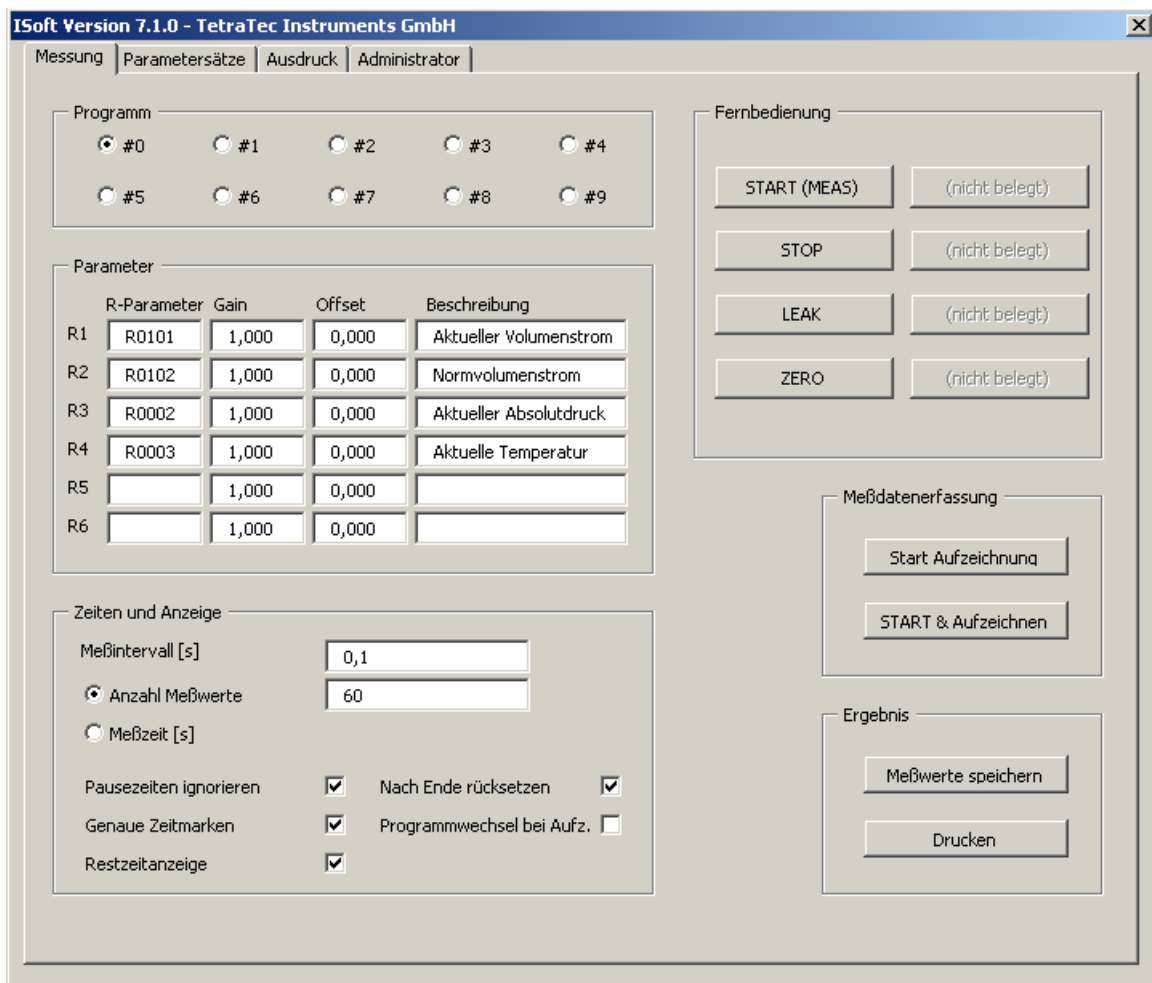 ISoft Version 7.1.0 - TetraTec Instruments GmbH
Messung Parametersätze Ausdruck Administrator
Programm
#0 #1 #2 #3 #4
#5 #6 #7 #8 #9
Parameter
R-Parameter Gain Offset Beschreibung
R1 R0101 1,000 0,000 Aktueller Volumenstrom
R2 R0102 1,000 0,000 Normvolumenstrom
R3 R0002 1,000 0,000 Aktueller Absolutdruck
R4 R0003 1,000 0,000 Aktuelle Temperatur
R5 1,000 0,000
R6 1,000 0,000
Zeiten und Anzeige
Meßintervall [s] 0,1
Anzahl Meßwerte 60
Meßzeit [s]
Pausezeiten ignorieren Nach Ende rücksetzen
Genaue Zeitmarken Programmwechsel bei Aufz.
Restzeitanzeige
Fernbedienung
START (MEAS) (nicht belegt)
STOP (nicht belegt)
LEAK (nicht belegt)
ZERO (nicht belegt)
Meßdatenerfassung
Start Aufzeichnung
START & Aufzeichnen
Ergebnis
Meßwerte speichern
Drucken